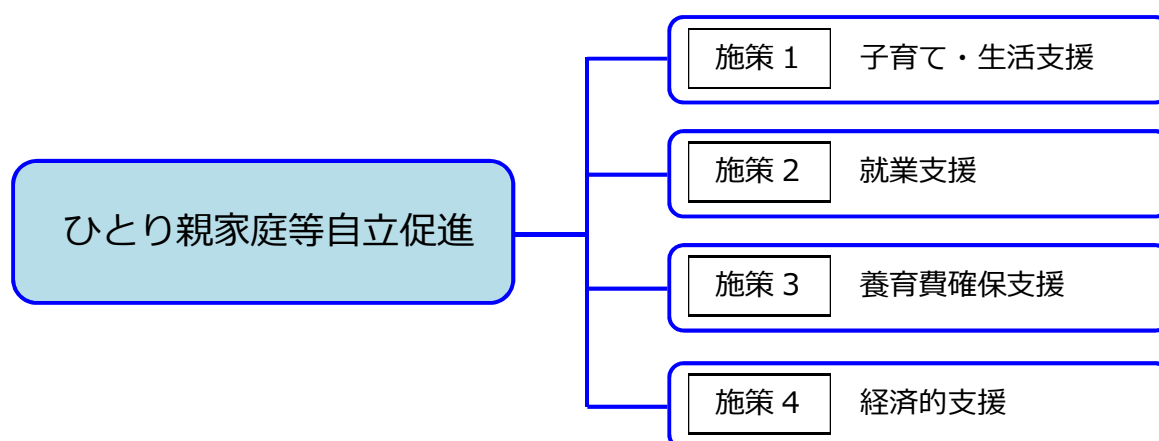 施策１ 子育て・生活支援
施策２ 就業支援
ひとり親家庭等自立促進
施策３ 養育費確保支援
施策４ 経済的支援